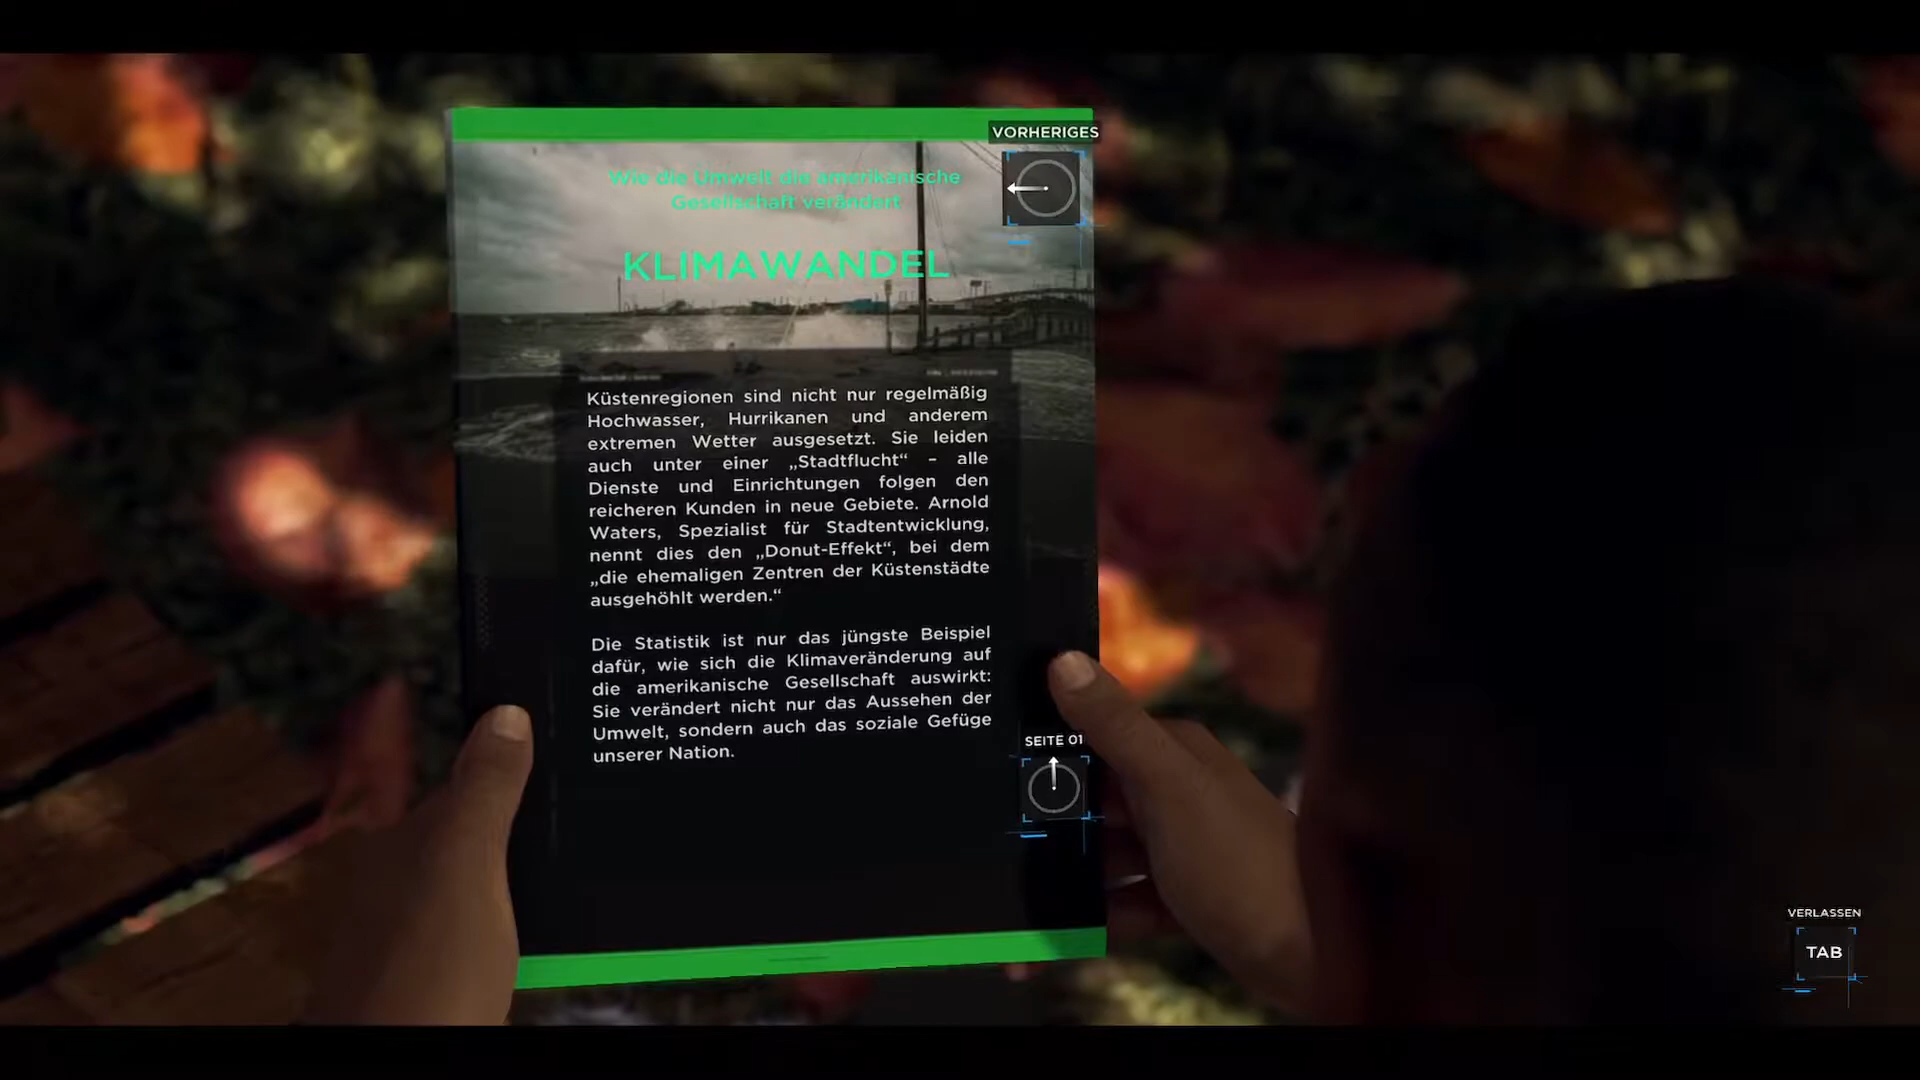 VORHERIGES
Wie die Umwelt die amerikanische
Gesellschaft verändert
KLIMAWANDEL
Küstenregionen sind nicht nur regelmäßig
Hochwasser, Hurrikanen und anderem
extremen Wetter ausgesetzt. Sie leiden
auch unter einer „Stadtflucht“ – alle
Dienste und Einrichtungen folgen den
reicheren Kunden in neue Gebiete. Arnold
Waters, Spezialist für Stadtentwicklung,
nennt dies den „Donut-Effekt“, bei dem
„die ehemaligen Zentren der Küstenstädte
ausgehöhlt werden.“
Die Statistik ist nur das jüngste Beispiel
dafür, wie sich die Klimaveränderung auf
die amerikanische Gesellschaft auswirkt:
Sie verändert nicht nur das Aussehen der
Umwelt, sondern auch das soziale Gefüge
unserer Nation.
SEITE 01
VERLASSEN
TAB